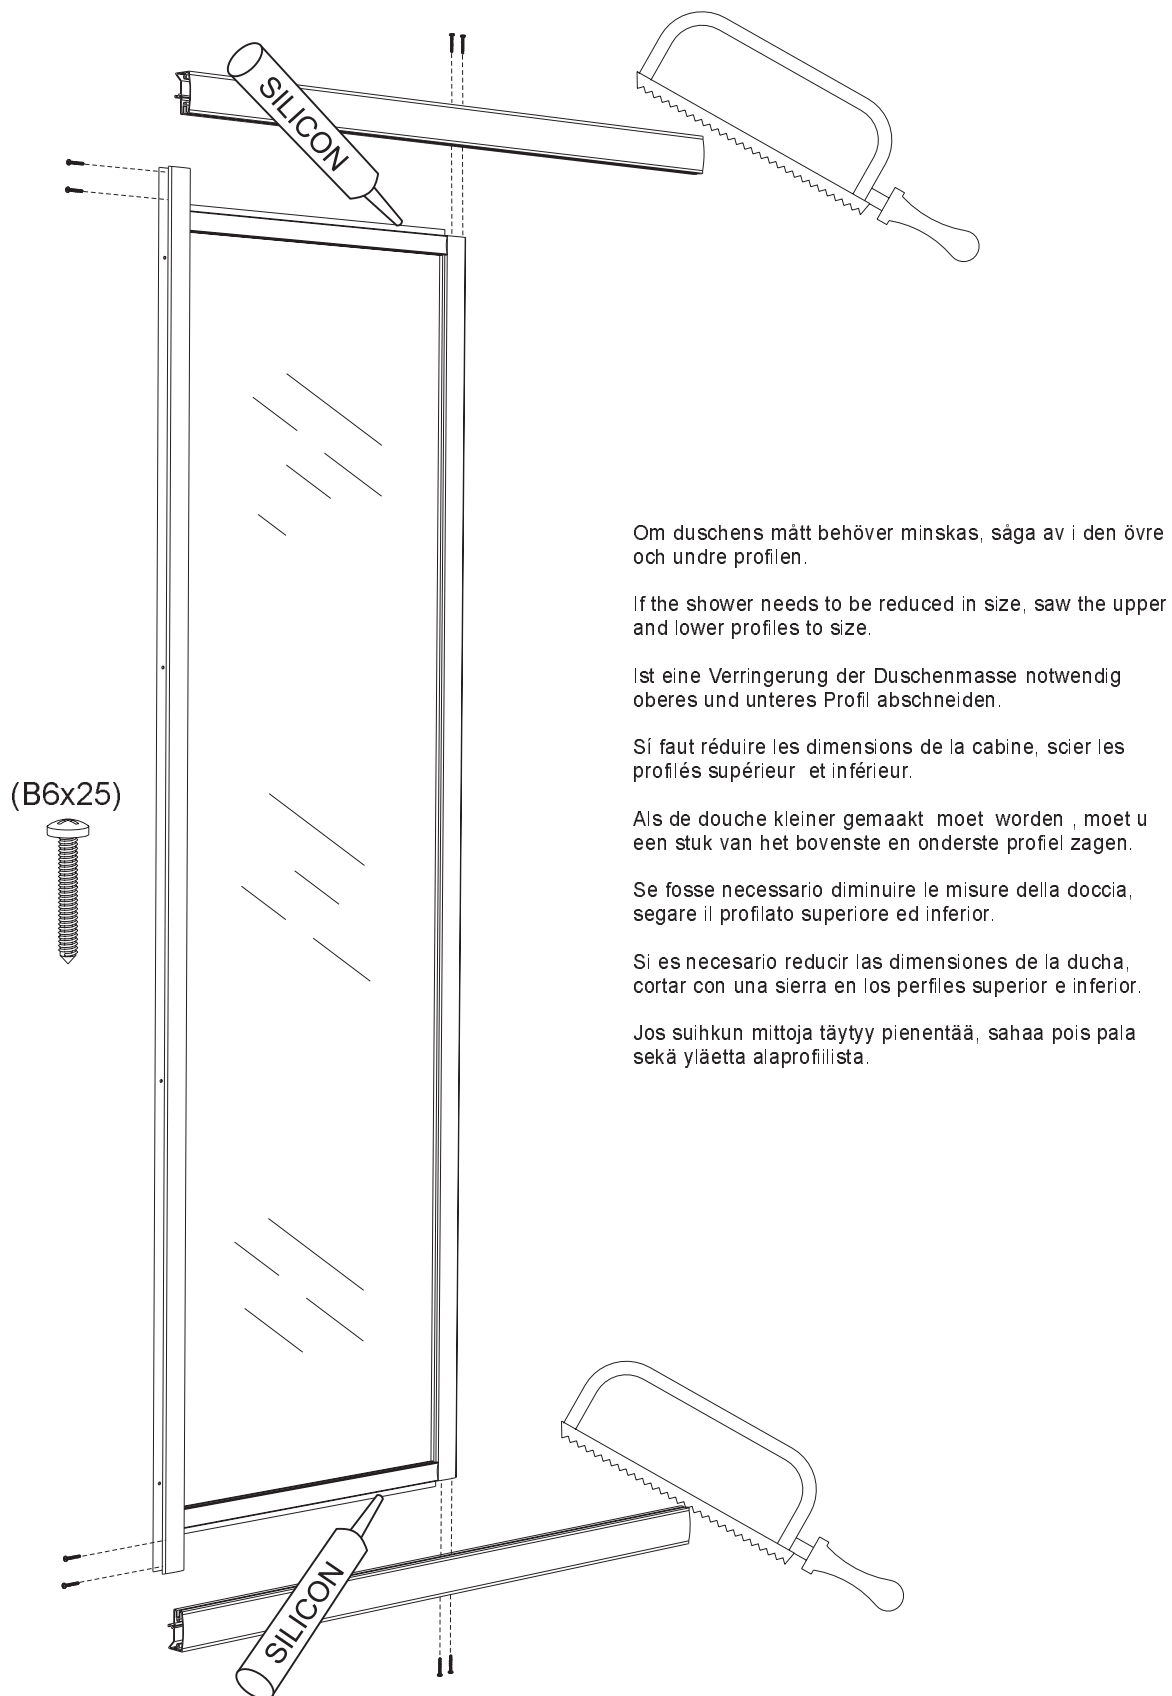 SILICON
Om duschens mått behöver minskas, såga av i den övre
och undre profilen.
If the shower needs to be reduced in size, saw the upper
and lower profiles to size.
Ist eine Verringerung der Duschenmasse notwendig
oberes und unteres Profil abschneiden.
Sí faut réduire les dimensions de la cabine, scier les
profilés supérieur et inférieur.
(B6x25)
Als de douche kleiner gemaakt moet worden , moet u
een stuk van het bovenste en onderste profiel zagen.
Se fosse necessario diminuire le misure della doccia,
segare il profilato superiore ed inferior.
Si es necesario reducir las dimensiones de la ducha,
cortar con una sierra en los perfiles superior e inferior.
Jos suihkun mittoja täytyy pienentää, sahaa pois pala
sekä yläetta alaprofiilista.
SILICON